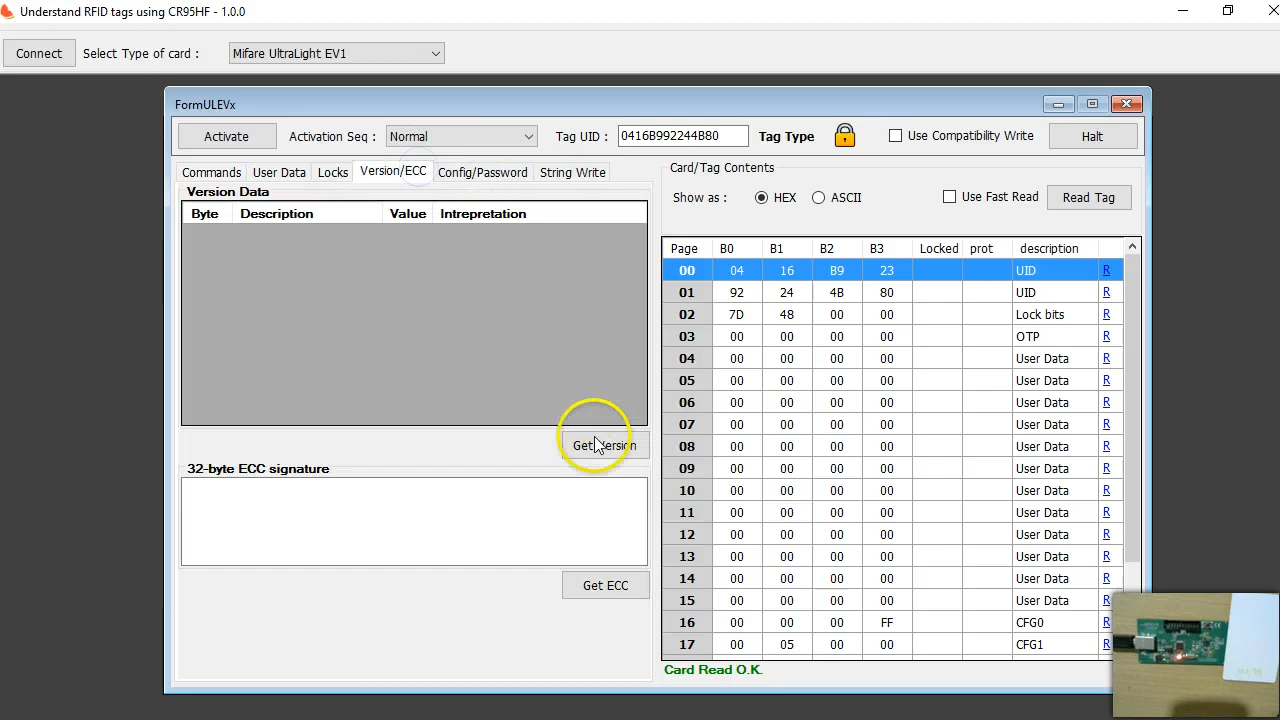 Understand RFID tags using CR95HF - 1.0.0
Connect Select Type of card : Mifare UltraLight EV1
FormULEVx
Activate Activation Seq : Normal Tag UID : 0416B992244B80 Tag Type Use Compatibility Write Halt
Commands User Data Locks Version/ECC Config/Password String Write
Version Data
Byte Description Value Intrepretation
Get Version
32-byte ECC signature
Get ECC
Card/Tag Contents
Show as : HEX ASCII Use Fast Read Read Tag
Page B0 B1 B2 B3 Locked prot description
00 04 16 B9 23 UID R
01 92 24 4B 80 UID R
02 7D 48 00 00 Lock bits R
03 00 00 00 00 OTP R
04 00 00 00 00 User Data R
05 00 00 00 00 User Data R
06 00 00 00 00 User Data R
07 00 00 00 00 User Data R
08 00 00 00 00 User Data R
09 00 00 00 00 User Data R
10 00 00 00 00 User Data R
11 00 00 00 00 User Data R
12 00 00 00 00 User Data R
13 00 00 00 00 User Data R
14 00 00 00 00 User Data R
15 00 00 00 00 User Data R
16 00 00 00 FF CFG0
17 00 05 00 00 CFG1
Card Read O.K.